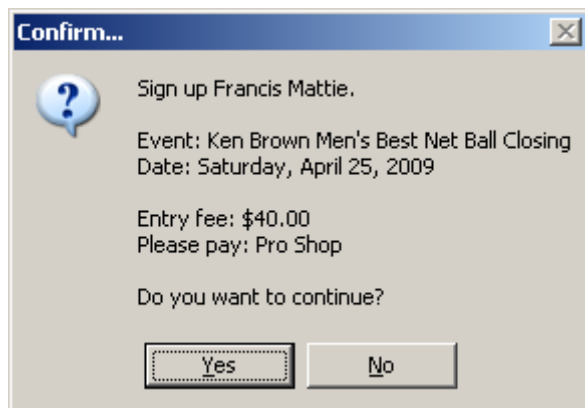 Confirm...
Sign up Francis Mattie.
Event: Ken Brown Men's Best Net Ball Closing
Date: Saturday, April 25, 2009
Entry fee: $40.00
Please pay: Pro Shop
Do you want to continue?
Yes No